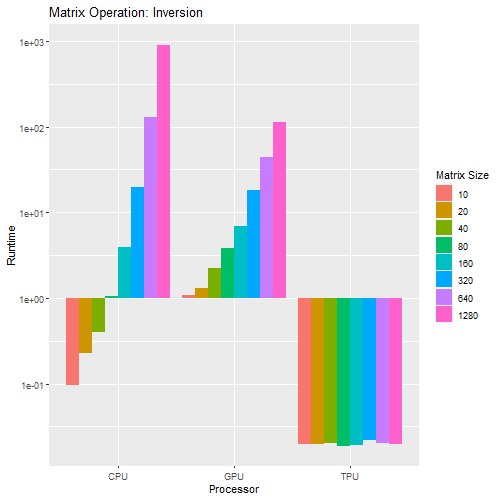 Matrix Operation: Inversion
1e+03
1e+02
1e+01
1e+00
1e-01
Runtime
CPU
GPU
TPU
Processor
Matrix Size
10
20
40
80
160
320
640
1280